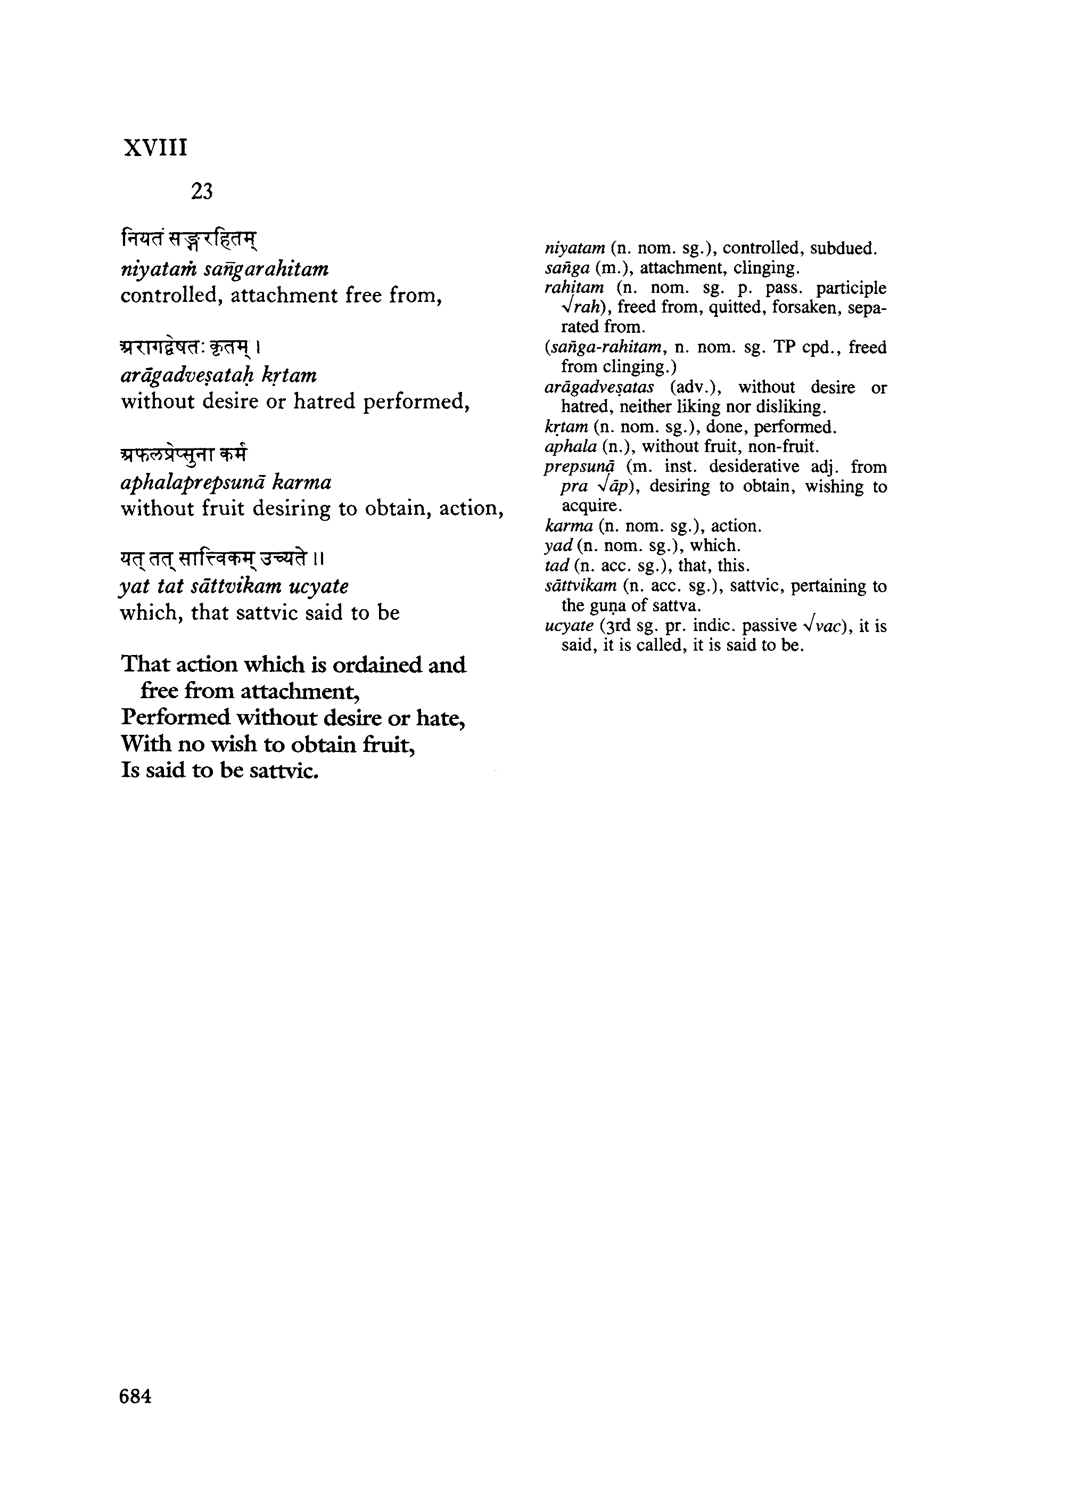 XVIII
23
नियतं सङ्गरहितम्
niyataṁ san̄garahitam
controlled, attachment free from,
अरागद्वेषतः कृतम् ।
arāgadveṣataḥ kṛtam
without desire or hatred performed,
अफलप्रेप्सुना कर्म
aphalaprepsunā karma
without fruit desiring to obtain, action,
यत् तत् सात्त्विकम् उच्यते ।।
yat tat sāttvikam ucyate
which, that sattvic said to be
That action which is ordained and
free from attachment,
Performed without desire or hate,
With no wish to obtain fruit,
Is said to be sattvic.
niyatam (n. nom. sg.), controlled, subdued.
san̄ga (m.), attachment, clinging.
rahitam (n. nom. sg. p. pass. participle
√rah), freed from, quitted, forsaken, sepa-
rated from.
(san̄ga-rahitam, n. nom. sg. TP cpd., freed
from clinging.)
arāgadveṣatas (adv.), without desire or
hatred, neither liking nor disliking.
kṛtam (n. nom. sg.), done, performed.
aphala (n.), without fruit, non-fruit.
prepsunā (m. inst. desiderative adj. from
pra √āp), desiring to obtain, wishing to
acquire.
karma (n. nom. sg.), action.
yad (n. nom. sg.), which.
tad (n. acc. sg.), that, this.
sāttvikam (n. acc. sg.), sattvic, pertaining to
the guṇa of sattva.
ucyate (3rd sg. pr. indic. passive √vac), it is
said, it is called, it is said to be.
684